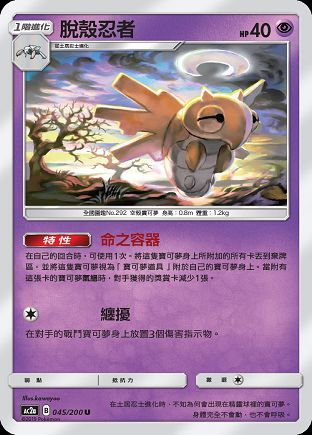 1階進化
脫殼忍者
HP40
從土居忍士進化
全國圖鑑No.292 空殼寶可夢 身高：0.8m 體重：1.2kg
特性 命之容器
在自己的回合時，可使用1次。將這隻寶可夢身上所附加的所有卡丟到棄牌
區，並將這隻寶可夢視為「寶可夢道具」附於自己的寶可夢身上。當附有
這張卡的寶可夢氣絕時，對手獲得的獎賞卡減少1張。
纏擾
在對手的戰鬥寶可夢身上放置3個傷害指示物。
弱點
抵抗力
撤退
Illus.kawayoo
AC2a B 045/200 U
©2019 Pokémon
在土居忍士進化時，不知為何會出現在精靈球裡的寶可夢。
身體完全不會動，也不會呼吸。